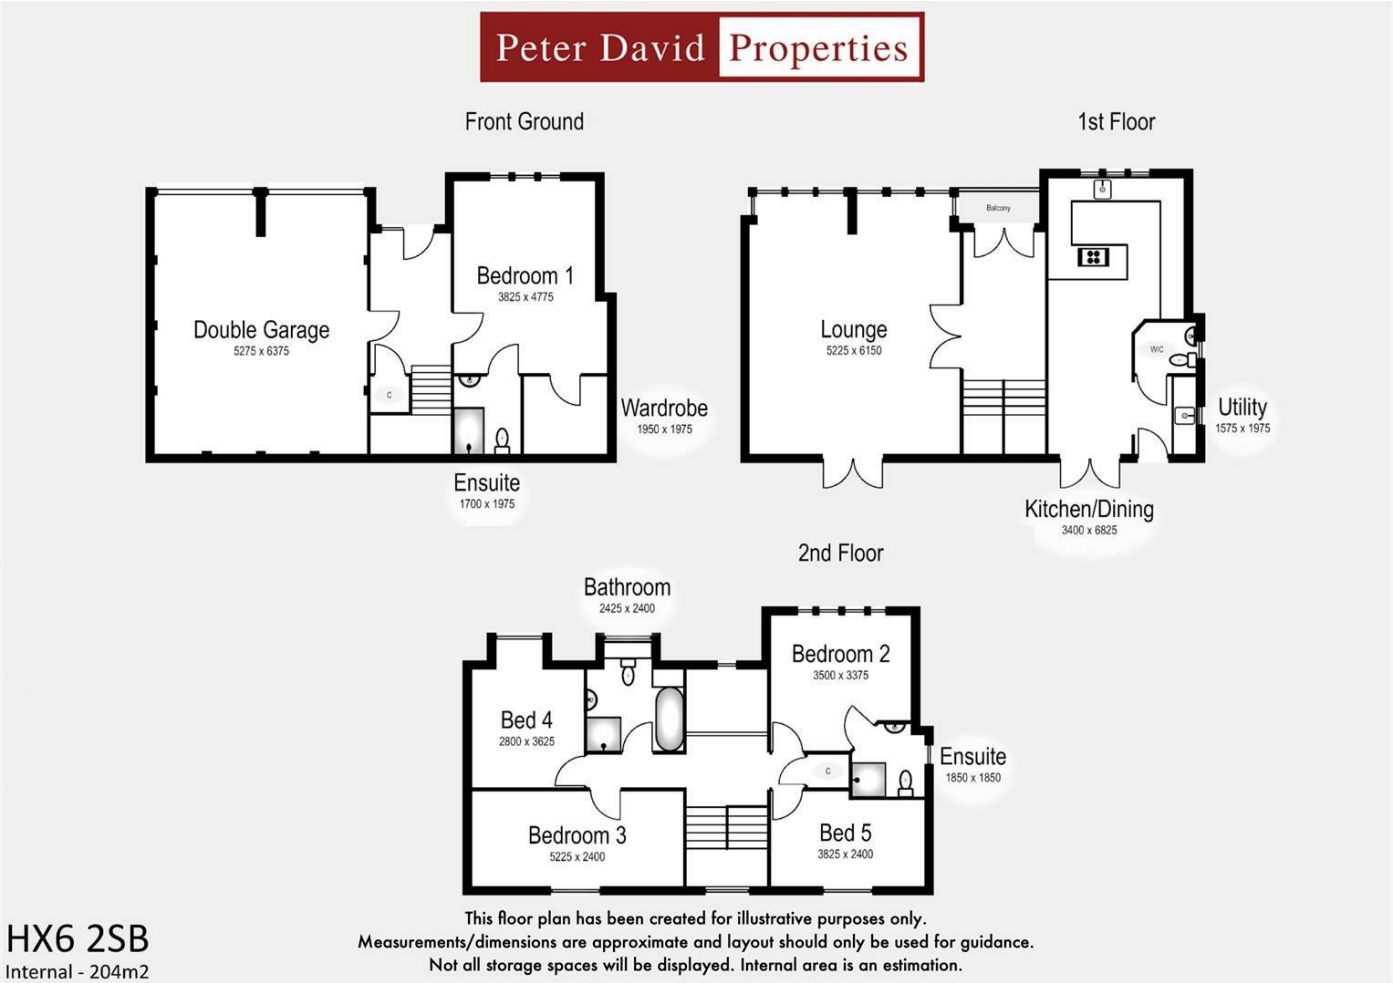 Peter David Properties
Front Ground
1st Floor
Balcony
Bedroom 1
3825 x 4775
Double Garage
5275 x 6375
Lounge
5225 x 6150
W/C
C
Wardrobe
1950 x 1975
Utility
1575 x 1975
Ensuite
1700 x 1975
Kitchen/Dining
3400 x 6825
2nd Floor
Bathroom
2425 x 2400
Bedroom 2
3500 x 3375
Bed 4
2800 x 3625
Ensuite
1850 x 1850
C
Bedroom 3
5225 x 2400
Bed 5
3825 x 2400
This floor plan has been created for illustrative purposes only.
Measurements/dimensions are approximate and layout should only be used for guidance.
Not all storage spaces will be displayed. Internal area is an estimation.
HX6 2SB
Internal - 204m2